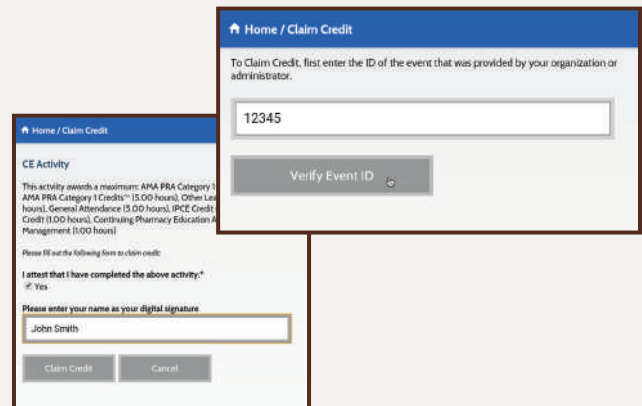 Home / Claim Credit
To Claim Credit, first enter the ID of the event that was provided by your organization or
administrator.
12345
Verify Event ID
Home / Claim Credit
CE Activity
This activity awards a maximum: AMA PRA Category 1
AMA PRA Category 1 Credits™ (5.00 hours), Other Lea
hours), General Attendance (5.00 hours), IPCE Credit
Credit (1.00 hours), Continuing Pharmacy Education A
Management (1.00 hours)
Please fill out the following form to claim credit:
I attest that I have completed the above activity.*
Yes
Please enter your name as your digital signature
John Smith
Claim Credit Cancel